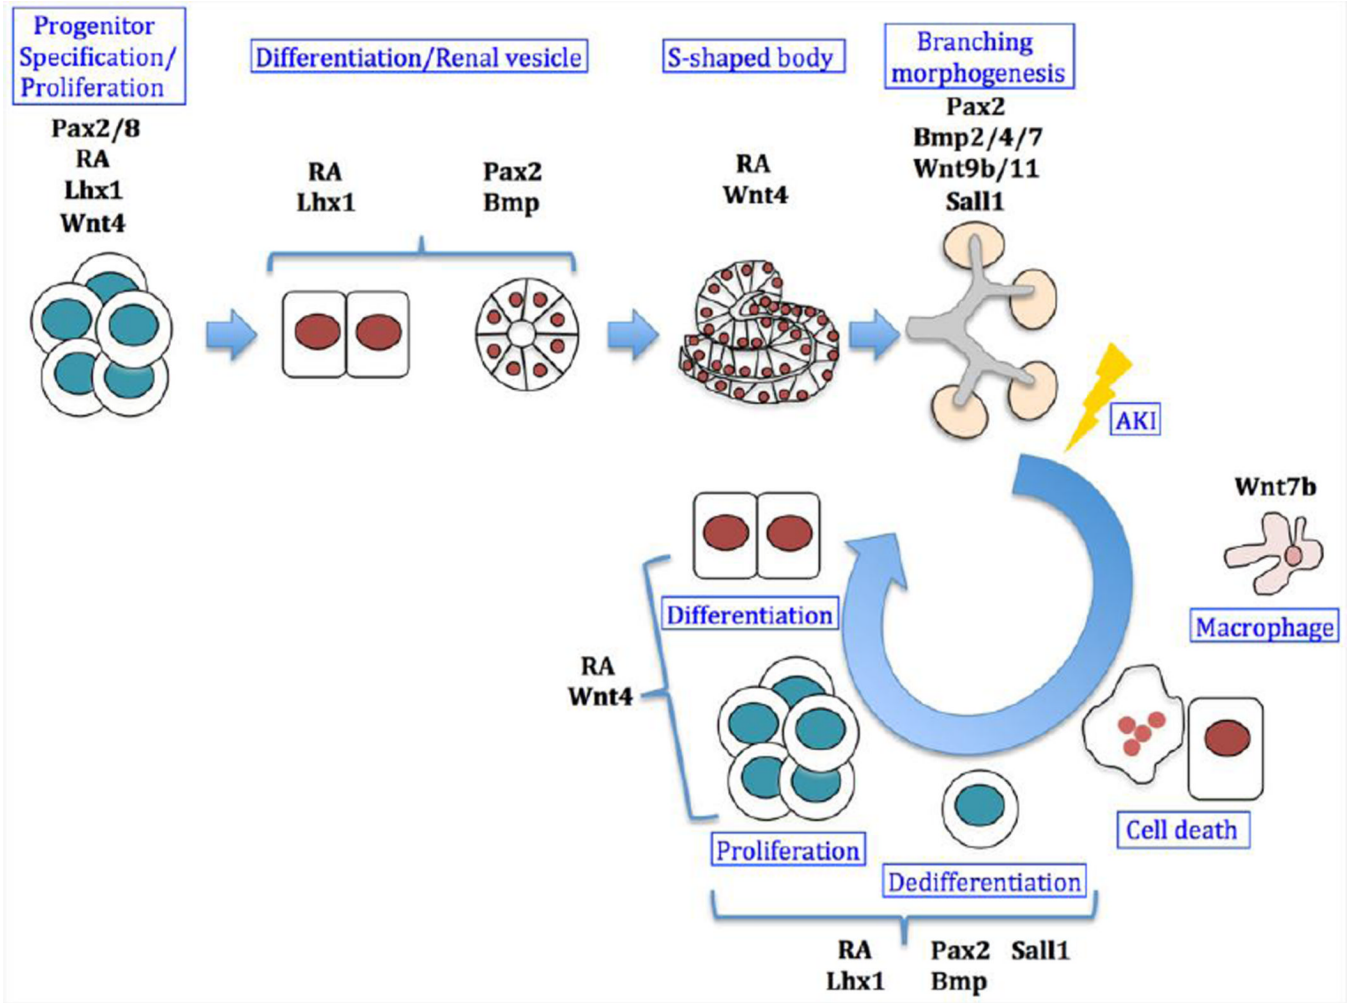 Progenitor
Specification/
Proliferation
Pax2/8
RA
Lhx1
Wnt4
Differentiation/Renal vesicle
RA
Lhx1
Pax2
Bmp
S-shaped body
RA
Wnt4
Branching
morphogenesis
Pax2
Bmp2/4/7
Wnt9b/11
Sall1
AKI
Wnt7b
Macrophage
Cell death
Dedifferentiation
Proliferation
Differentiation
RA
Wnt4
RA
Lhx1
Pax2
Bmp
Sall1